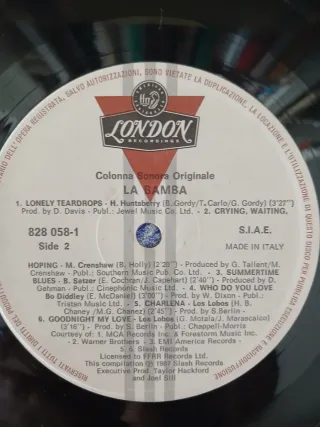 SALVO AUTORIZZAZIONI, SONO VIETATE LA DUPLICAZIONE, LA LOCAZIONE E L'UTILIZZAZIONE DI
DELL'OPERA REGISTRATA,
AMERICAN
LONDON
RECORDINGS
Colonna Sonora Originale
LA BAMBA
1. LONELY TEARDROPS - H. Huntsberry (B.Gordy/T.Carlo/G. Gordy) (3'27")
Prod. by D. Davis - Publ.: Jewel Music Co. Ltd. - 2. CRYING, WAITING,
828 058-1
Side 2
S.I.A.E.
MADE IN ITALY
HOPING - M. Crenshaw (B. Holly) (2'20") - Produced by G. Tallent/M.
Crenshaw - Publ.: Southern Music Pub. Co. Ltd. - 3. SUMMERTIME
BLUES - B. Setzer (E. Cochran/J. Capehart) (2'40") - Produced by D.
Gehman - Publ.: Cinephonic Music Ltd. - 4. WHO DO YOU LOVE
Bo Diddley (E. McDaniel) (3'00") - Prod. by W. Dixon - Publ.:
Tristan Music Ltd. - 5. CHARLENA - Los Lobos (H. B.
Chaney /M.G. Chanez) (2'45") - Prod. by S.Berlin -
6. GOODNIGHT MY LOVE - Los Lobos (G. Motola/J. Marascalco)
(3'16") - Prod. by S. Berlin - Publ.: Chappell-Morris
Courtesy of: 1. MCA Records Inc. & Forestorm Music Inc.
- 2. Warner Brothers - 3. EMI America Records -
5. 6. Slash Records
Licensed to FFRR Records Ltd.
This compilation Ⓟ 1987 Slash Records
Executive Prod. Taylor Hackford
and Joel Sill